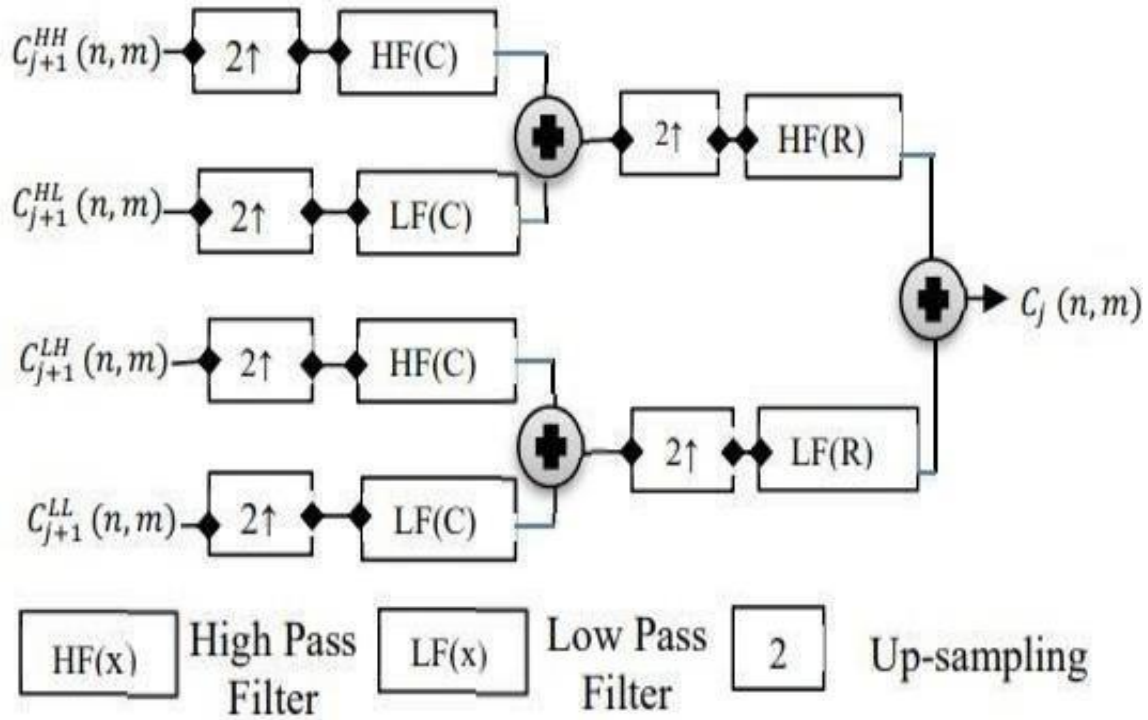 C_{j+1}^{HH} (n, m) 2↑ HF(C)
2↑ HF(R)
C_{j+1}^{HL} (n, m) 2↑ LF(C)
C_j (n, m)
C_{j+1}^{LH} (n, m) 2↑ HF(C)
2↑ LF(R)
C_{j+1}^{LL} (n, m) 2↑ LF(C)
HF(x) High Pass Filter LF(x) Low Pass Filter 2 Up-sampling